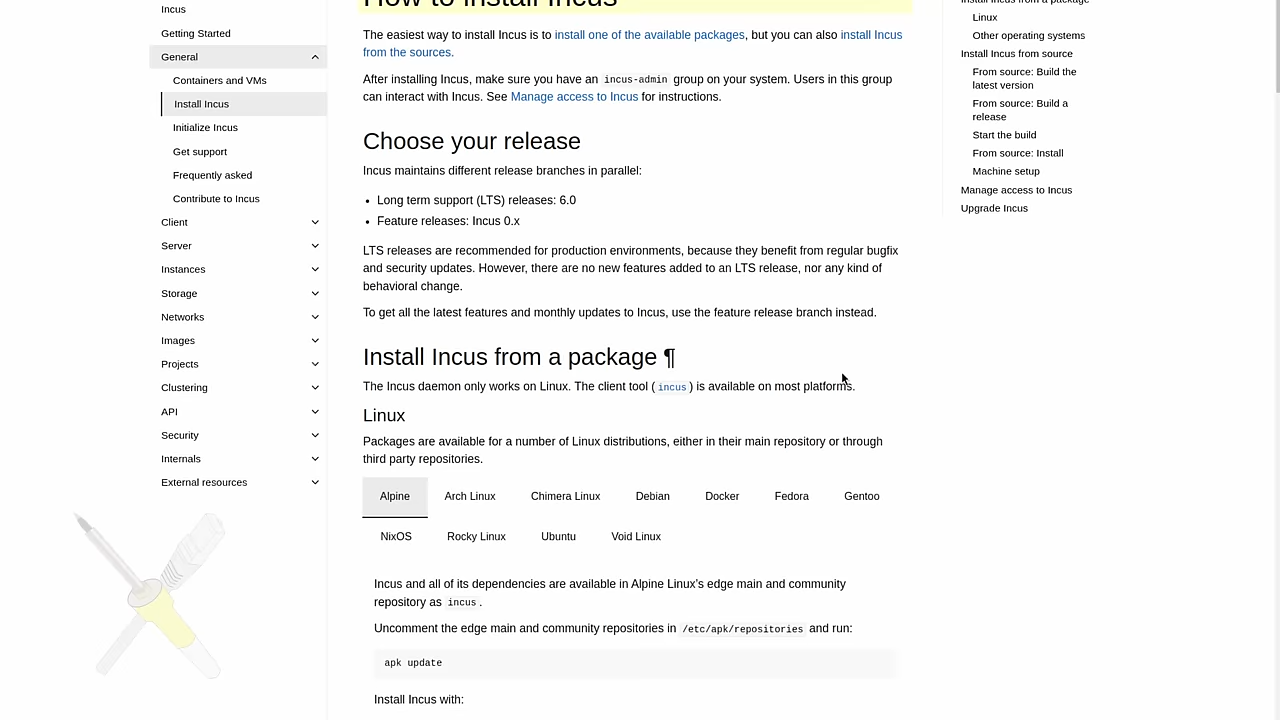 Incus
Getting Started
General
Containers and VMs
Install Incus
Initialize Incus
Get support
Frequently asked
Contribute to Incus
Client
Server
Instances
Storage
Networks
Images
Projects
Clustering
API
Security
Internals
External resources
How to install Incus
The easiest way to install Incus is to install one of the available packages, but you can also install Incus
from the sources.
After installing Incus, make sure you have an incus-admin group on your system. Users in this group
can interact with Incus. See Manage access to Incus for instructions.
Choose your release
Incus maintains different release branches in parallel:
• Long term support (LTS) releases: 6.0
• Feature releases: Incus 0.x
LTS releases are recommended for production environments, because they benefit from regular bugfix
and security updates. However, there are no new features added to an LTS release, nor any kind of
behavioral change.
To get all the latest features and monthly updates to Incus, use the feature release branch instead.
Install Incus from a package ¶
The Incus daemon only works on Linux. The client tool (incus) is available on most platforms.
Linux
Packages are available for a number of Linux distributions, either in their main repository or through
third party repositories.
Alpine Arch Linux Chimera Linux Debian Docker Fedora Gentoo
NixOS Rocky Linux Ubuntu Void Linux
Incus and all of its dependencies are available in Alpine Linux's edge main and community
repository as incus.
Uncomment the edge main and community repositories in /etc/apk/repositories and run:
apk update
Install Incus with:
Install Incus from a package
Linux
Other operating systems
Install Incus from source
From source: Build the
latest version
From source: Build a
release
Start the build
From source: Install
Machine setup
Manage access to Incus
Upgrade Incus